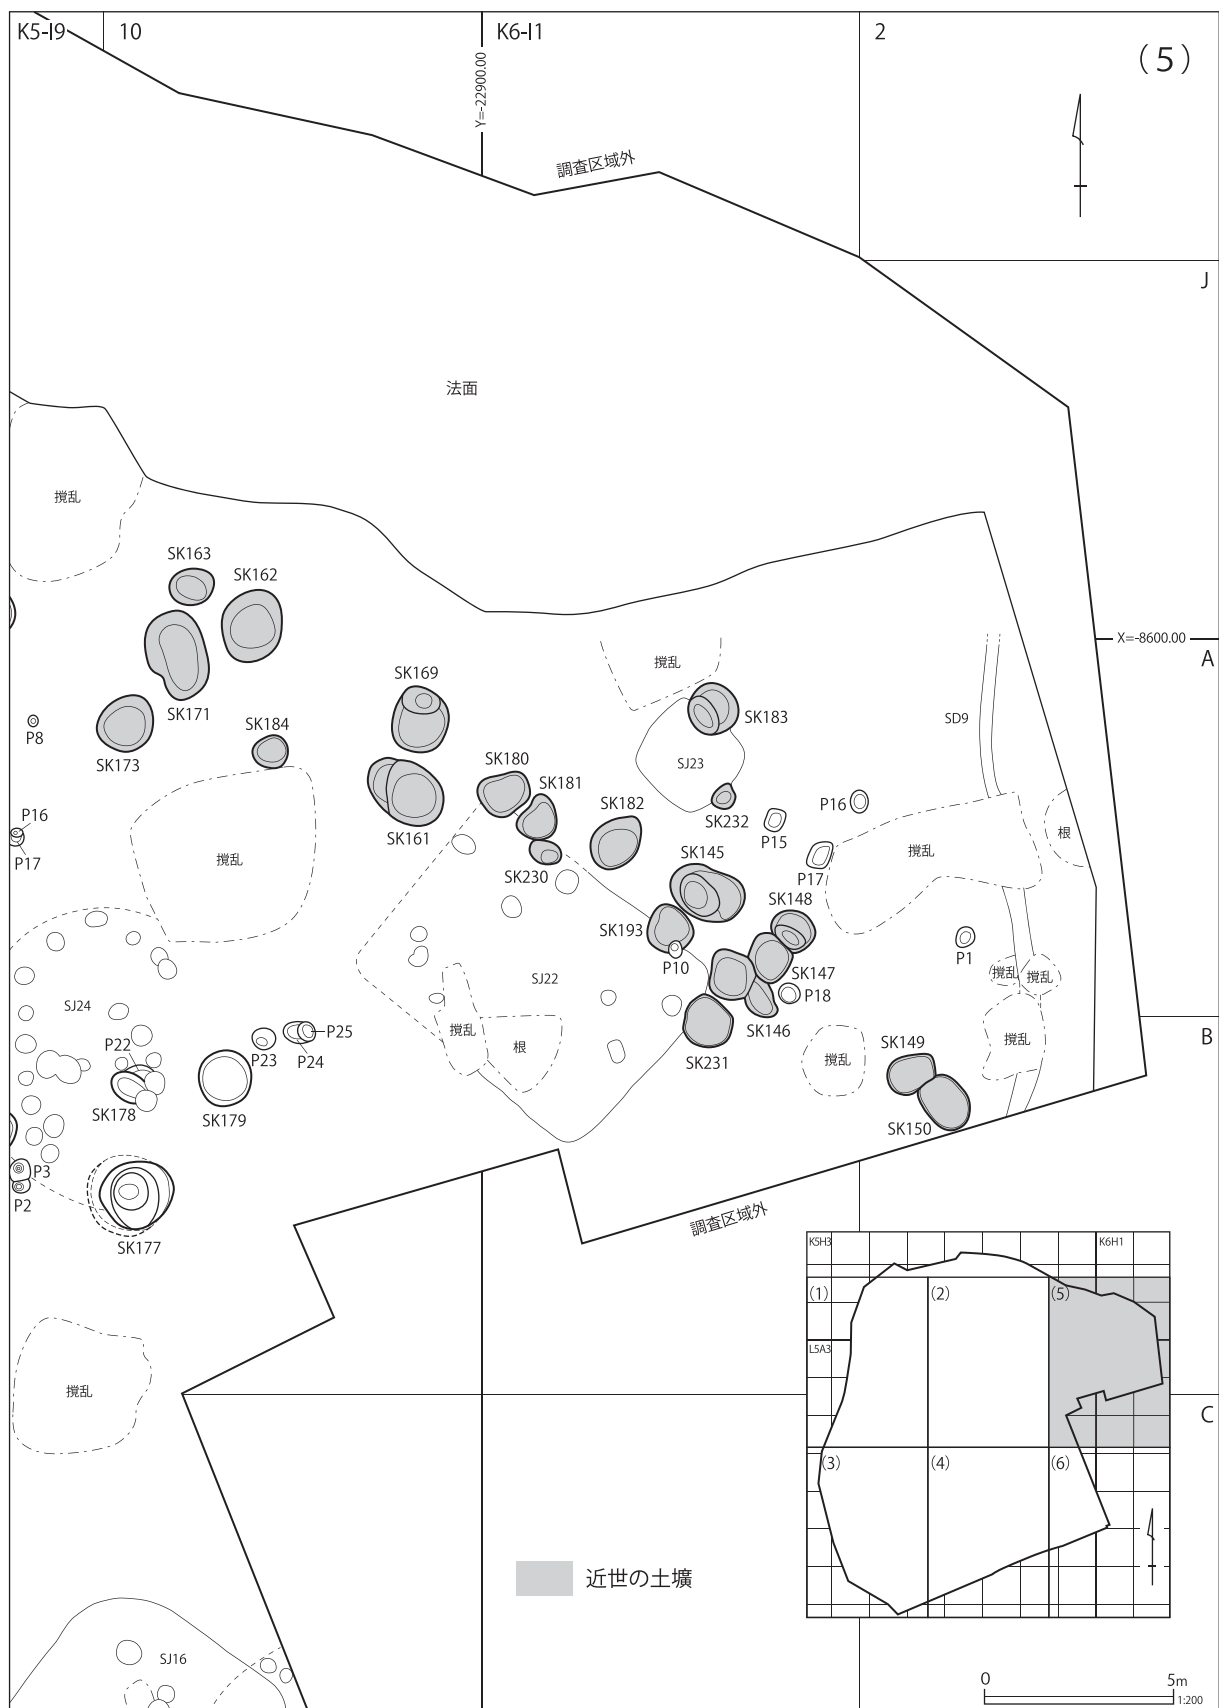 K5-I9
10
K6-I1
2
(5)
Y=-22900.00
調査区域外
J
法面
撹乱
SK163
SK162
X=-8600.00
A
撹乱
SK169
SK171
SK183
SD9
P8
SK184
SK173
SJ23
SK180
SK181
SK182
P16
P16
SK232
P15
根
SK161
撹乱
撹乱
P17
SK145
P17
SK230
SK148
SK193
P10
P1
SK147
撹乱
撹乱
SJ22
P18
SJ24
撹乱
P25
SK146
撹乱
B
P22
P23
P24
根
撹乱
SK149
SK231
SK178
SK179
SK150
P3
P2
調査区域外
SK177
K5H3
K6H1
(1)
(2)
(5)
L5A3
撹乱
C
(3)
(4)
(6)
近世の土壙
SJ16
0
5m
1:200